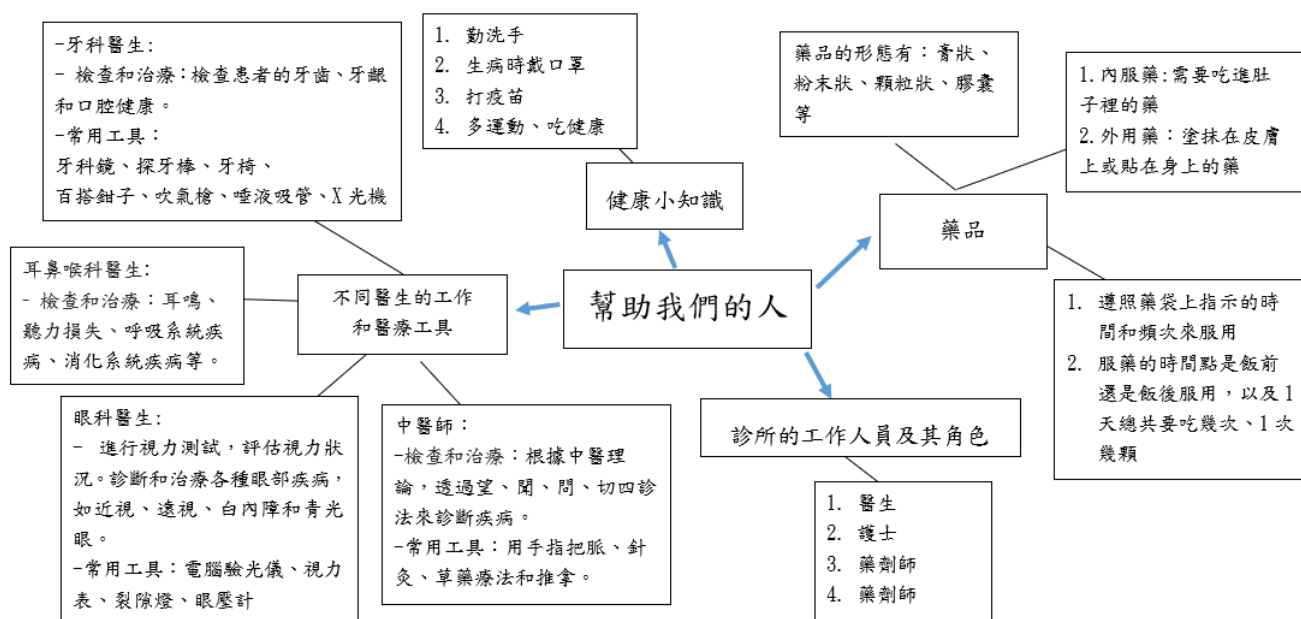 -牙科醫生:
- 檢查和治療：檢查患者的牙齒、牙齦
和口腔健康。
-常用工具：
牙科鏡、探牙棒、牙椅、
百搭鉗子、吹氣槍、唾液吸管、X光機
1. 勤洗手
2. 生病時戴口罩
3. 打疫苗
4. 多運動、吃健康
藥品的形態有：膏狀、
粉末狀、顆粒狀、膠囊
等
1.內服藥:需要吃進肚
子裡的藥
2.外用藥：塗抹在皮膚
上或貼在身上的藥
健康小知識
藥品
耳鼻喉科醫生:
- 檢查和治療：耳鳴、
聽力損失、呼吸系統疾
病、消化系統疾病等。
不同醫生的工作
和醫療工具
幫助我們的人
1. 遵照藥袋上指示的時
間和頻次來服用
2. 服藥的時間點是飯前
還是飯後服用，以及1
天總共要吃幾次、1次
幾顆
眼科醫生:
- 進行視力測試，評估視力狀
況。診斷和治療各種眼部疾病，
如近視、遠視、白內障和青光
眼。
-常用工具：電腦驗光儀、視力
表、裂隙燈、眼壓計
中醫師：
-檢查和治療：根據中醫理
論，透過望、聞、問、切四診
法來診斷疾病。
-常用工具：用手指把脈、針
灸、草藥療法和推拿。
診所的工作人員及其角色
1. 醫生
2. 護士
3. 藥劑師
4. 藥劑師